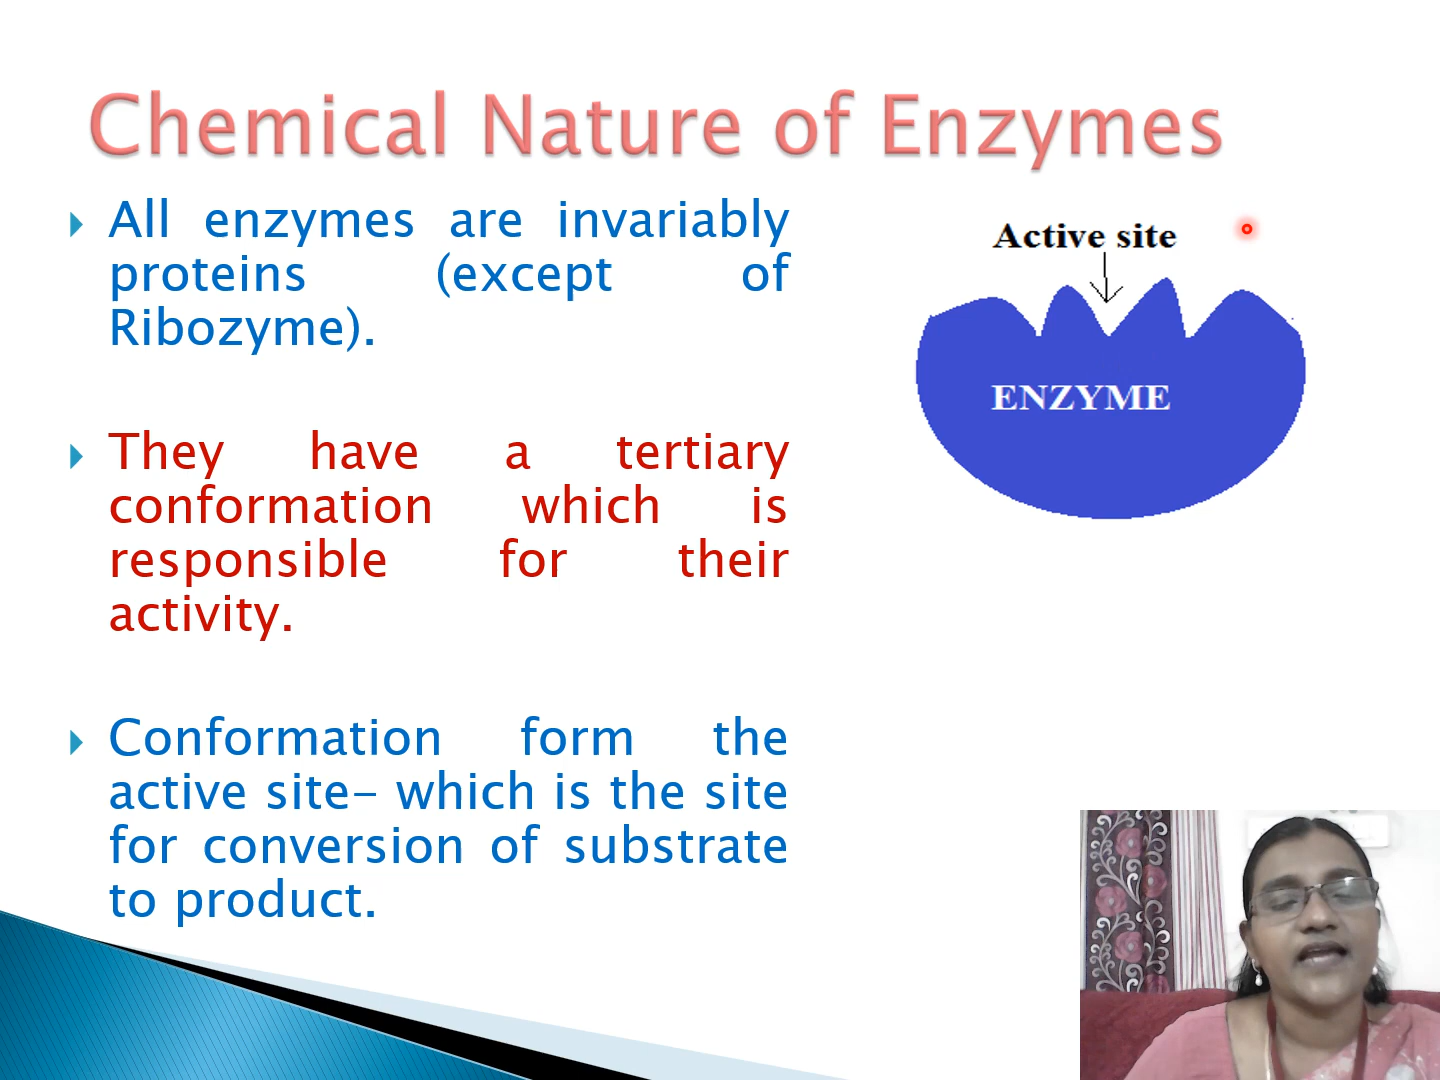 Chemical Nature of Enzymes
All enzymes are invariably
proteins (except of
Ribozyme).
They have a tertiary
conformation which is
responsible for their
activity.
Conformation form the
active site– which is the site
for conversion of substrate
to product.
Active site
ENZYME